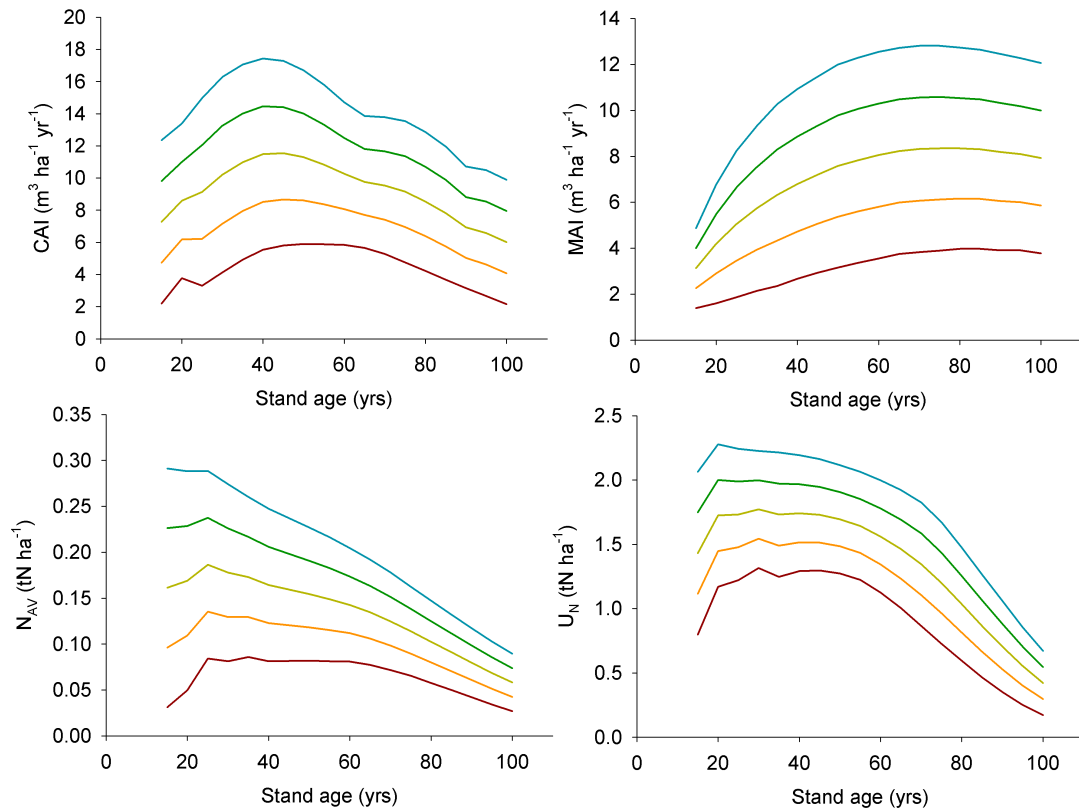 20
18
16
14
12
10
8
6
4
2
0
CAI (m³ ha⁻¹ yr⁻¹)
0 20 40 60 80 100
Stand age (yrs)
14
12
10
8
6
4
2
0
MAI (m³ ha⁻¹ yr⁻¹)
0 20 40 60 80 100
Stand age (yrs)
0.35
0.30
0.25
0.20
0.15
0.10
0.05
0.00
N_AV (tN ha⁻¹)
0 20 40 60 80 100
Stand age (yrs)
2.5
2.0
1.5
1.0
0.5
0.0
U_N (tN ha⁻¹)
0 20 40 60 80 100
Stand age (yrs)